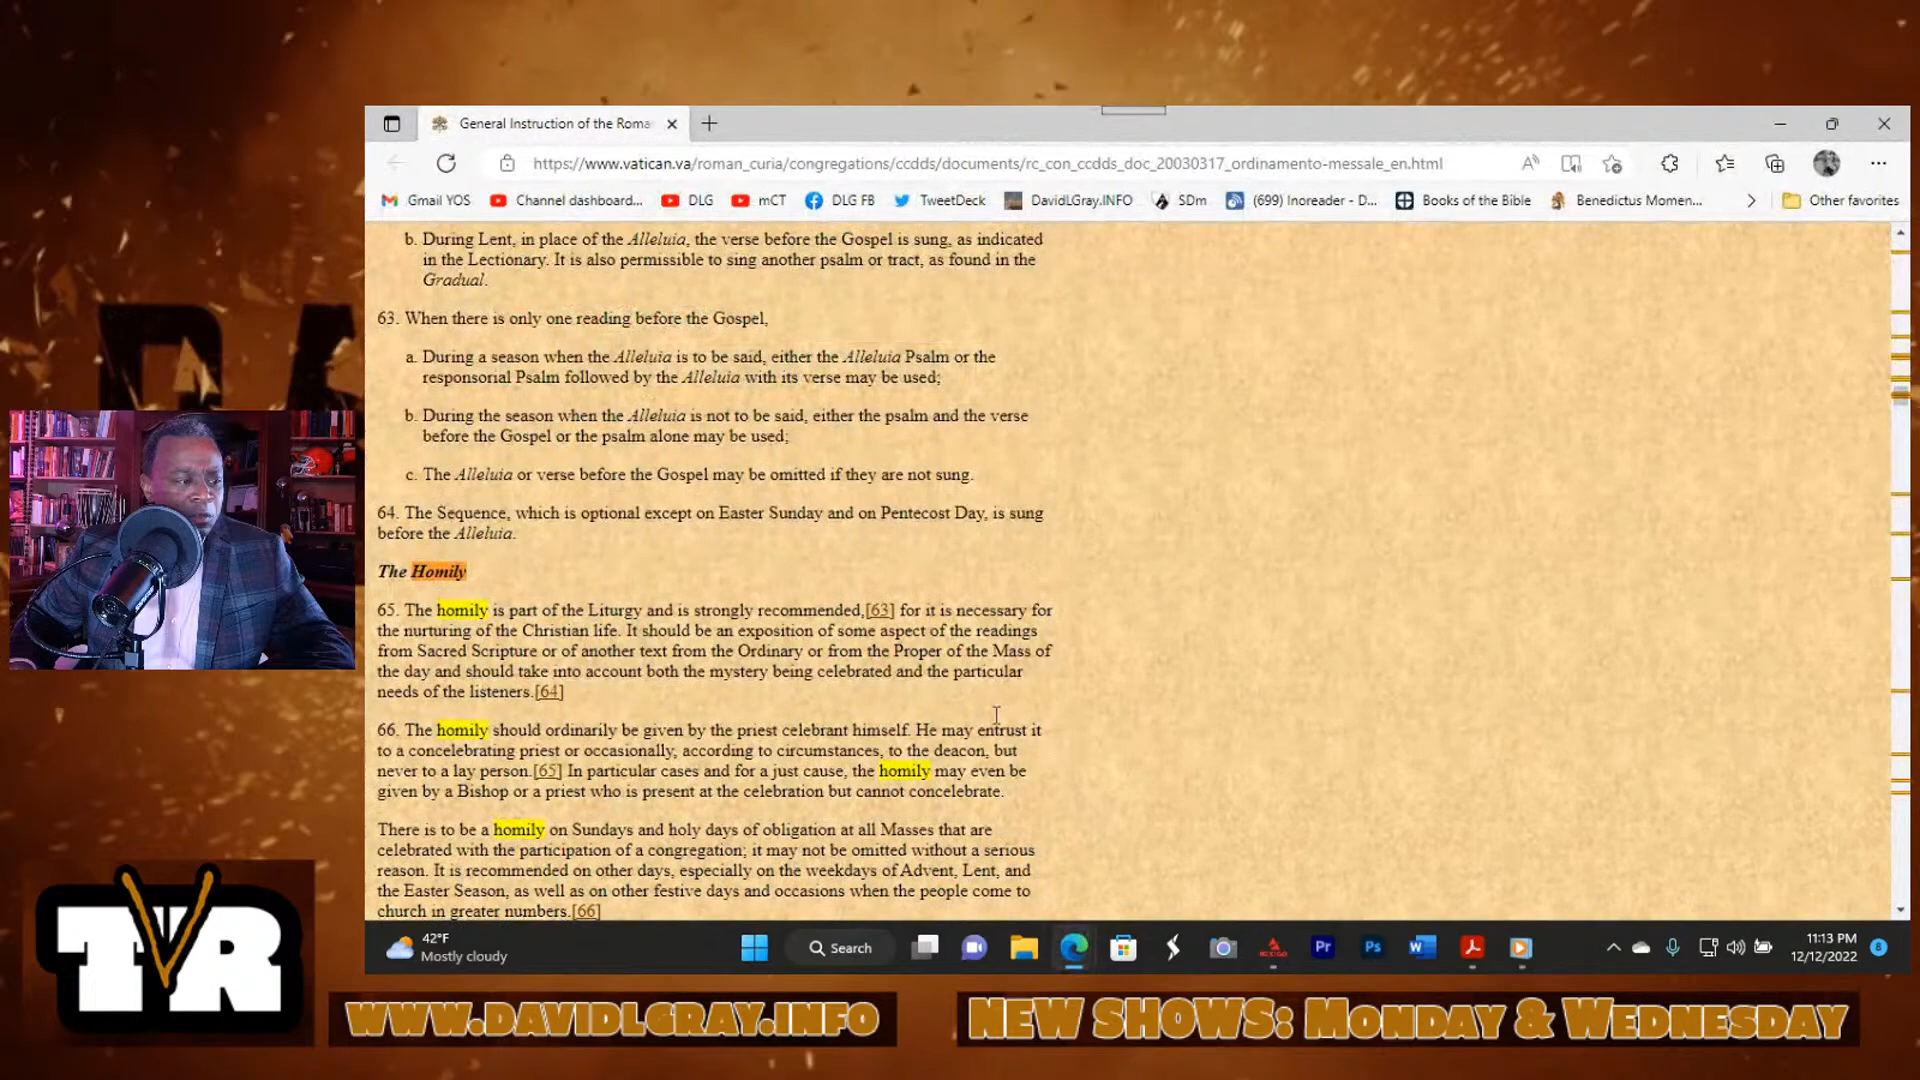 General Instruction of the Roma
https://www.vatican.va/roman_curia/congregations/ccdds/documents/rc_con_ccdds_doc_20030317_ordinamento-messale_en.html
Gmail YOS
Channel dashboard...
DLG
mCT
DLG FB
TweetDeck
DavidLGray.INFO
SDm
(699) Inoreader - D...
Books of the Bible
Benedictus Momen...
Other favorites
b. During Lent, in place of the Alleluia, the verse before the Gospel is sung, as indicated
in the Lectionary. It is also permissible to sing another psalm or tract, as found in the
Gradual.
63. When there is only one reading before the Gospel,
a. During a season when the Alleluia is to be said, either the Alleluia Psalm or the
responsorial Psalm followed by the Alleluia with its verse may be used;
b. During the season when the Alleluia is not to be said, either the psalm and the verse
before the Gospel or the psalm alone may be used;
c. The Alleluia or verse before the Gospel may be omitted if they are not sung.
64. The Sequence, which is optional except on Easter Sunday and on Pentecost Day, is sung
before the Alleluia.
The Homily
65. The homily is part of the Liturgy and is strongly recommended,[63] for it is necessary for
the nurturing of the Christian life. It should be an exposition of some aspect of the readings
from Sacred Scripture or of another text from the Ordinary or from the Proper of the Mass of
the day and should take into account both the mystery being celebrated and the particular
needs of the listeners.[64]
66. The homily should ordinarily be given by the priest celebrant himself. He may entrust it
to a concelebrating priest or occasionally, according to circumstances, to the deacon, but
never to a lay person.[65] In particular cases and for a just cause, the homily may even be
given by a Bishop or a priest who is present at the celebration but cannot concelebrate.
There is to be a homily on Sundays and holy days of obligation at all Masses that are
celebrated with the participation of a congregation; it may not be omitted without a serious
reason. It is recommended on other days, especially on the weekdays of Advent, Lent, and
the Easter Season, as well as on other festive days and occasions when the people come to
church in greater numbers.[66]
42°F
Mostly cloudy
Search
Pr
Ps
W
11:13 PM
12/12/2022
8
TVR
WWW.DAVIDLGRAY.INFO
NEW SHOWS: Monday & Wednesday